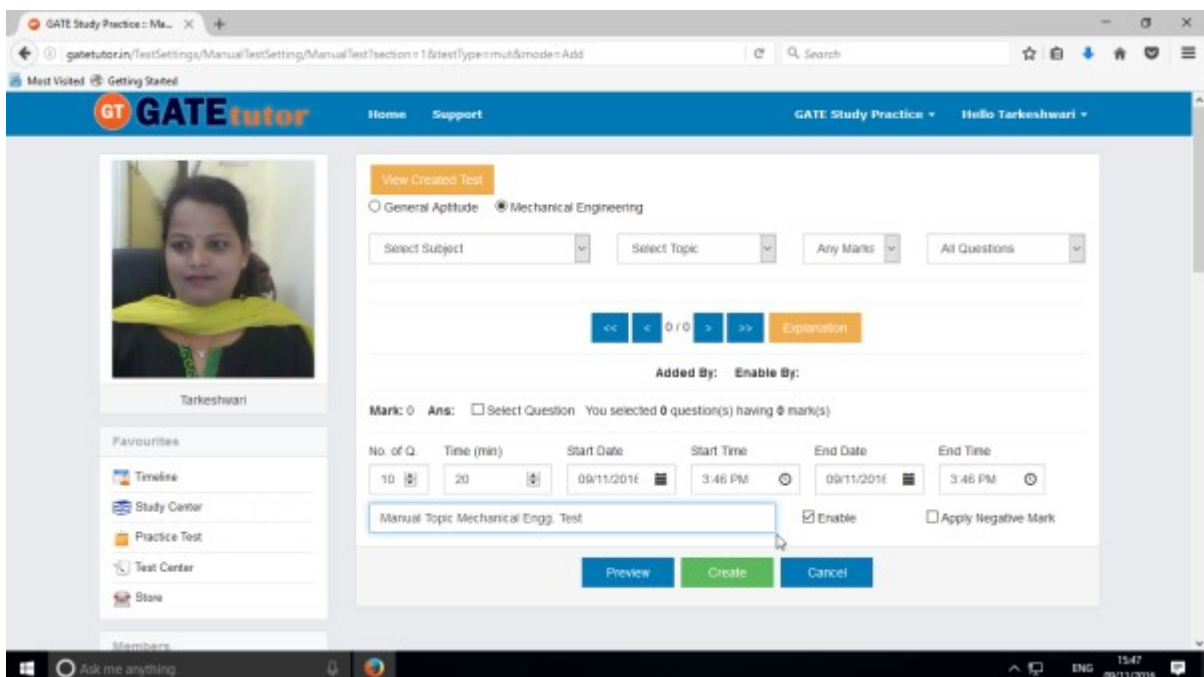 GATE Study Practice :: Ma...
gatetutor.in/TestSettings/ManualTestSetting/ManualTest?section=1&testType=mut&mode=Add
Search
Most Visited Getting Started
GT GATEtutor Home Support GATE Study Practice Hello Tarkeshwari
View Created Test
General Aptitude Mechanical Engineering
Select Subject Select Topic Any Marks All Questions
<< < 0 / 0 > >> Explanation
Added By: Enable By:
Tarkeshwari
Mark: 0 Ans: Select Question You selected 0 question(s) having 0 mark(s)
Favourites
Timeline
Study Center
Practice Test
Test Center
Store
Members
No. of Q. Time (min) Start Date Start Time End Date End Time
10 20 09/11/2016 3:46 PM 09/11/2016 3:46 PM
Manual Topic Mechanical Engg. Test Enable Apply Negative Mark
Preview Create Cancel
Ask me anything ENG 15:47
09/11/2016